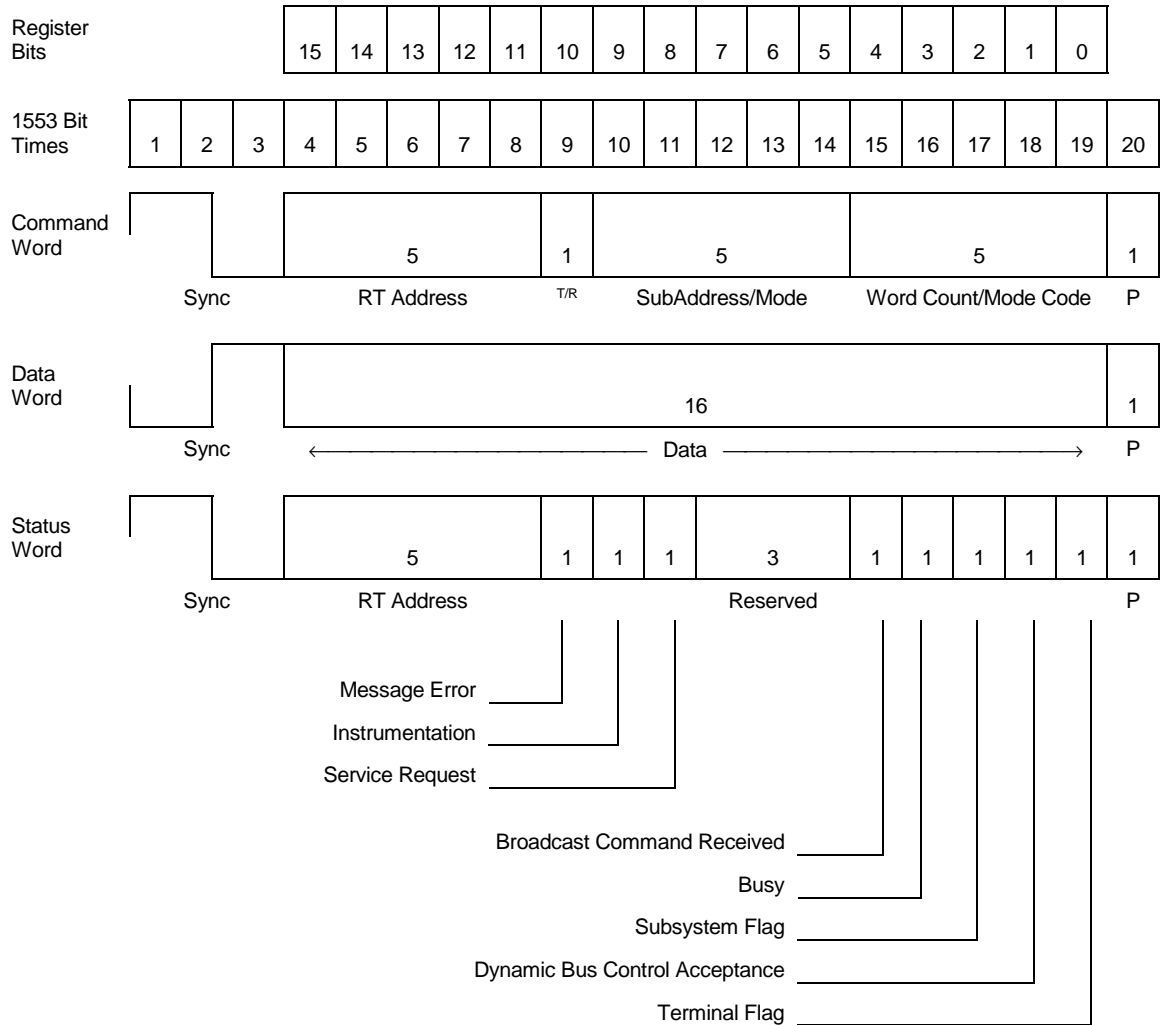 Register
Bits
15 14 13 12 11 10 9 8 7 6 5 4 3 2 1 0
1553 Bit
Times
1 2 3 4 5 6 7 8 9 10 11 12 13 14 15 16 17 18 19 20
Command
Word
5 1 5 5 1
Sync RT Address T/R SubAddress/Mode Word Count/Mode Code P
Data
Word
16 1
Sync Data P
Status
Word
5 1 1 1 3 1 1 1 1 1 1
Sync RT Address Reserved P
Message Error
Instrumentation
Service Request
Broadcast Command Received
Busy
Subsystem Flag
Dynamic Bus Control Acceptance
Terminal Flag